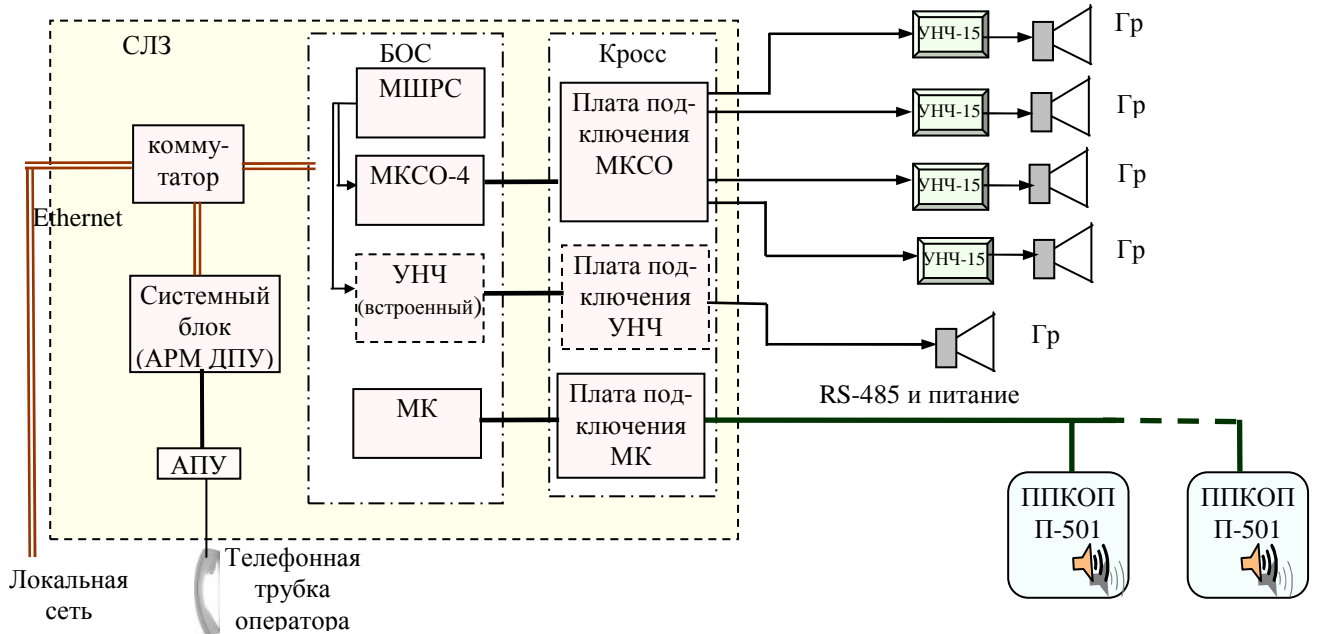 СЛЗ
БОС
Кросс
МШРС
МКСО-4
УНЧ
(встроенный)
МК
комму-
татор
Ethernet
Системный
блок
(АРМ ДПУ)
АПУ
Локальная
сеть
Телефонная
трубка
оператора
Плата под-
ключения
МКСО
Плата под-
ключения
УНЧ
Плата под-
ключения
МК
УНЧ-15
Гр
УНЧ-15
Гр
УНЧ-15
Гр
УНЧ-15
Гр
Гр
RS-485 и питание
ППКОП
П-501
ППКОП
П-501